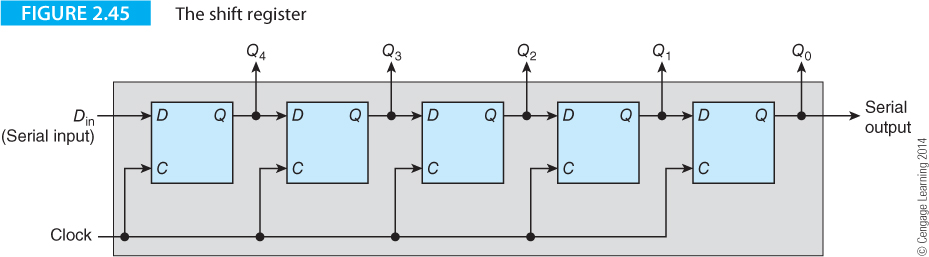 FIGURE 2.45 The shift register
Q4 Q3 Q2 Q1 Q0
Din
(Serial input)
D Q D Q D Q D Q D Q
Serial
output
C C C C C
Clock
© Cengage Learning 2014